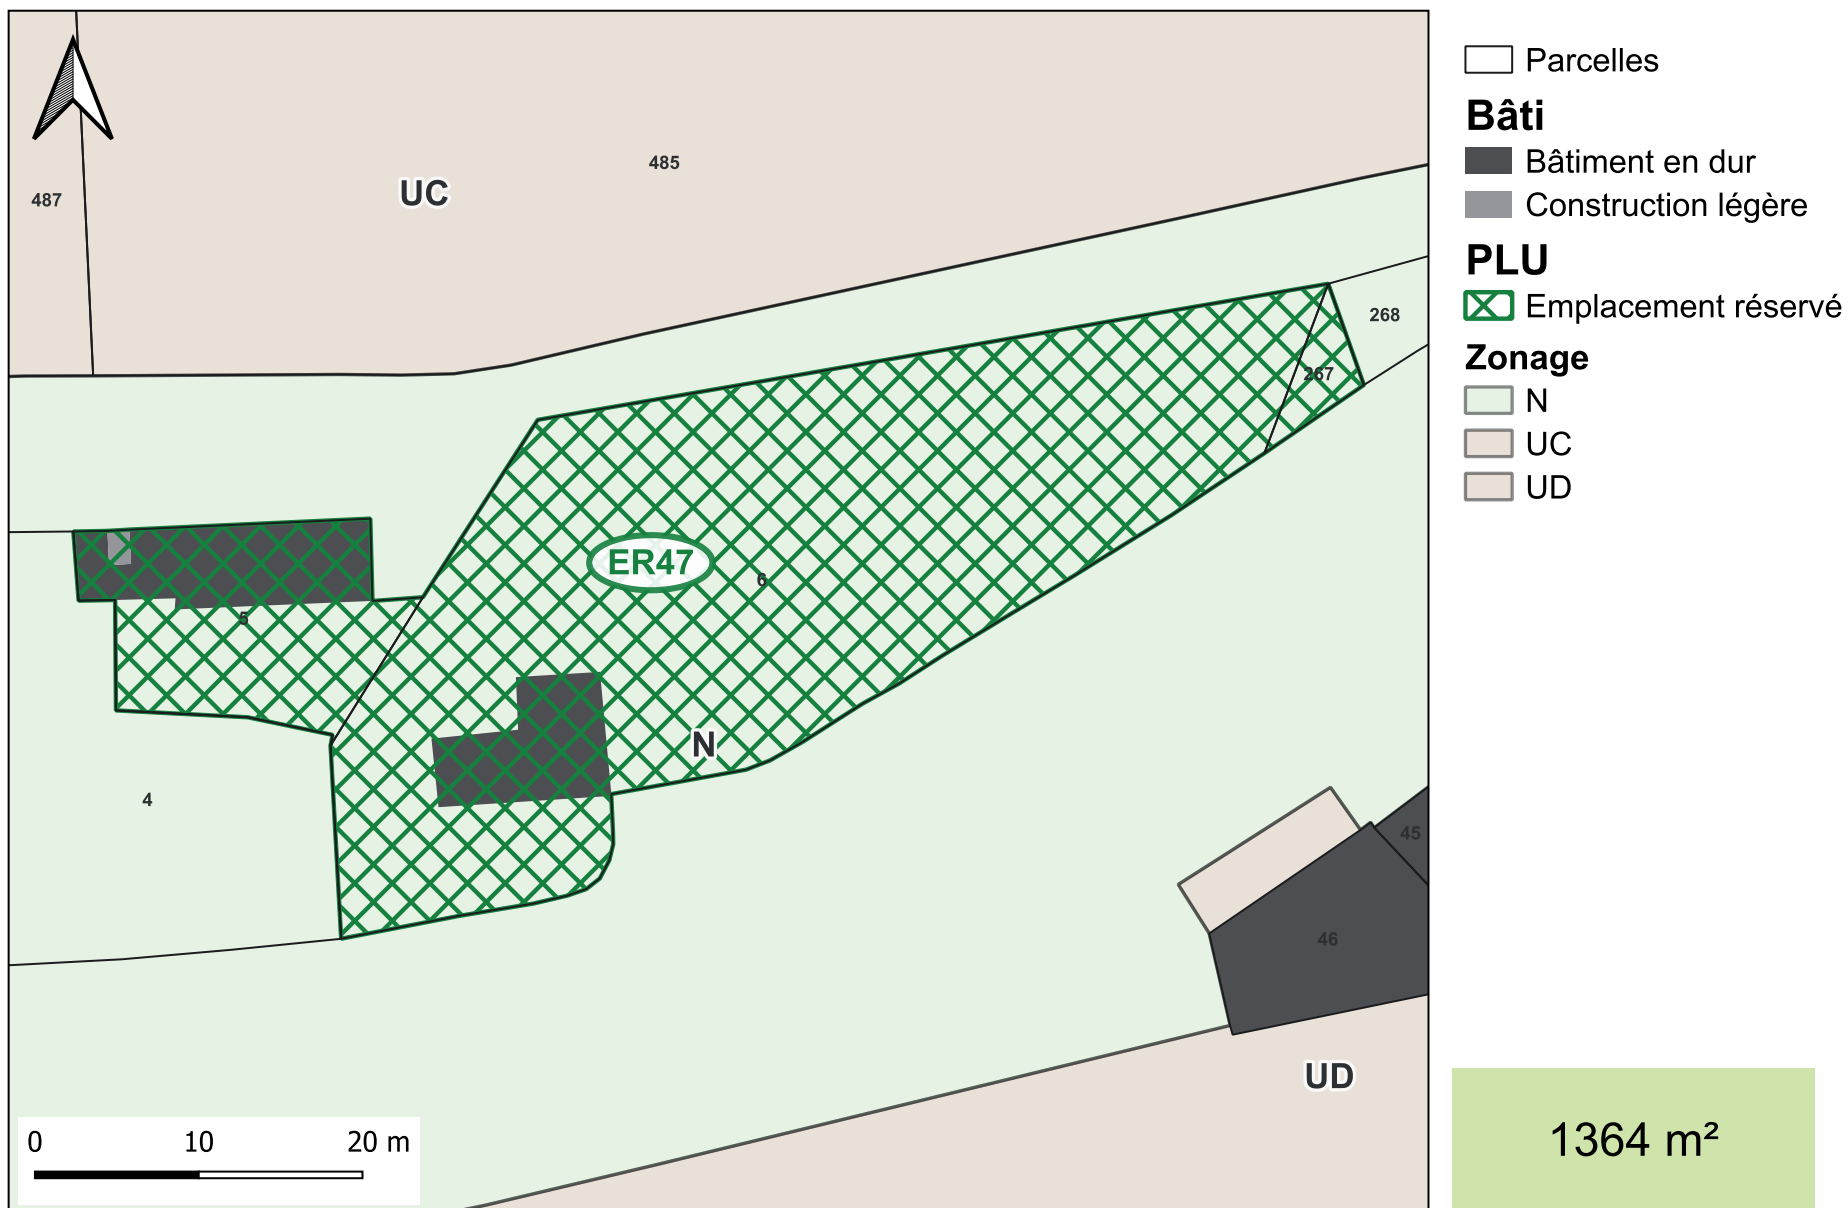 485
UC
487
268
267
ER47
6
5
N
4
45
46
UD
0 10 20 m
Parcelles
Bâti
Bâtiment en dur
Construction légère
PLU
Emplacement réservé
Zonage
N
UC
UD
1364 m²